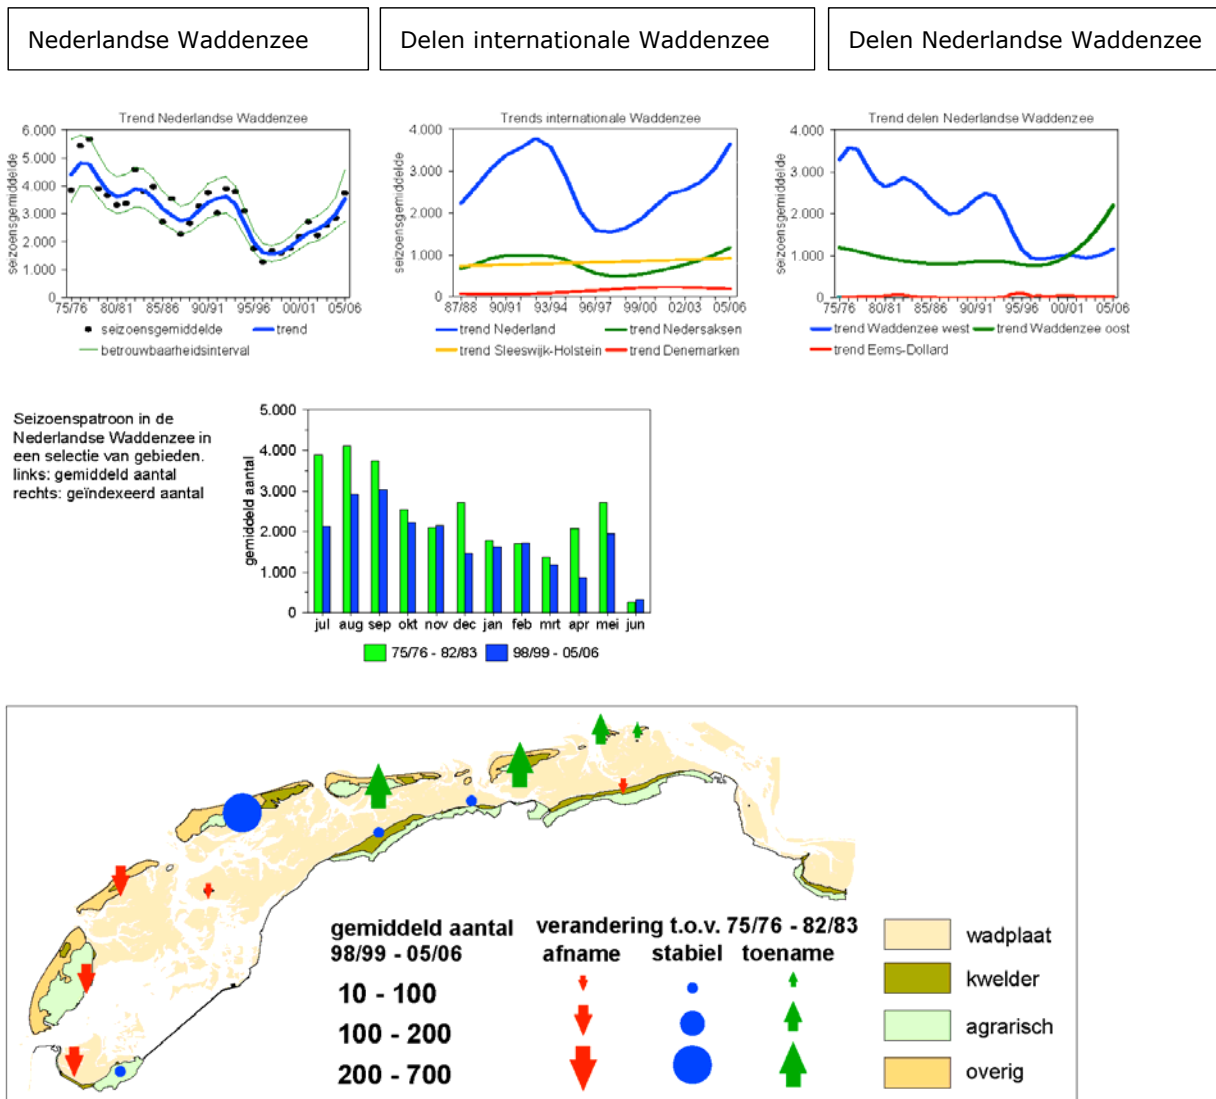 Nederlandse Waddenzee
Delen internationale Waddenzee
Delen Nederlandse Waddenzee
Trend Nederlandse Waddenzee
6.000
5.000
4.000
3.000
2.000
1.000
0
seizoensgemiddelde
75/76 80/81 85/86 90/91 95/96 00/01 05/06
seizoensgemiddelde trend
betrouwbaarheidsinterval
Trends internationale Waddenzee
4.000
3.000
2.000
1.000
0
seizoensgemiddelde
87/88 90/91 93/94 96/97 99/00 02/03 05/06
trend Nederland trend Nedersaksen
trend Sleeswijk-Holstein trend Denemarken
Trend delen Nederlandse Waddenzee
4.000
3.000
2.000
1.000
0
seizoensgemiddelde
75/76 80/81 85/86 90/91 95/96 00/01 05/06
trend Waddenzee west trend Waddenzee oost
trend Eems-Dollard
Seizoenspatroon in de
Nederlandse Waddenzee in
een selectie van gebieden.
links: gemiddeld aantal
rechts: geïndexeerd aantal
5.000
4.000
3.000
2.000
1.000
0
gemiddeld aantal
jul aug sep okt nov dec jan feb mrt apr mei jun
75/76 - 82/83 98/99 - 05/06
gemiddeld aantal
98/99 - 05/06
10 - 100
100 - 200
200 - 700
verandering t.o.v. 75/76 - 82/83
afname stabiel toename
wadplaat
kwelder
agrarisch
overig